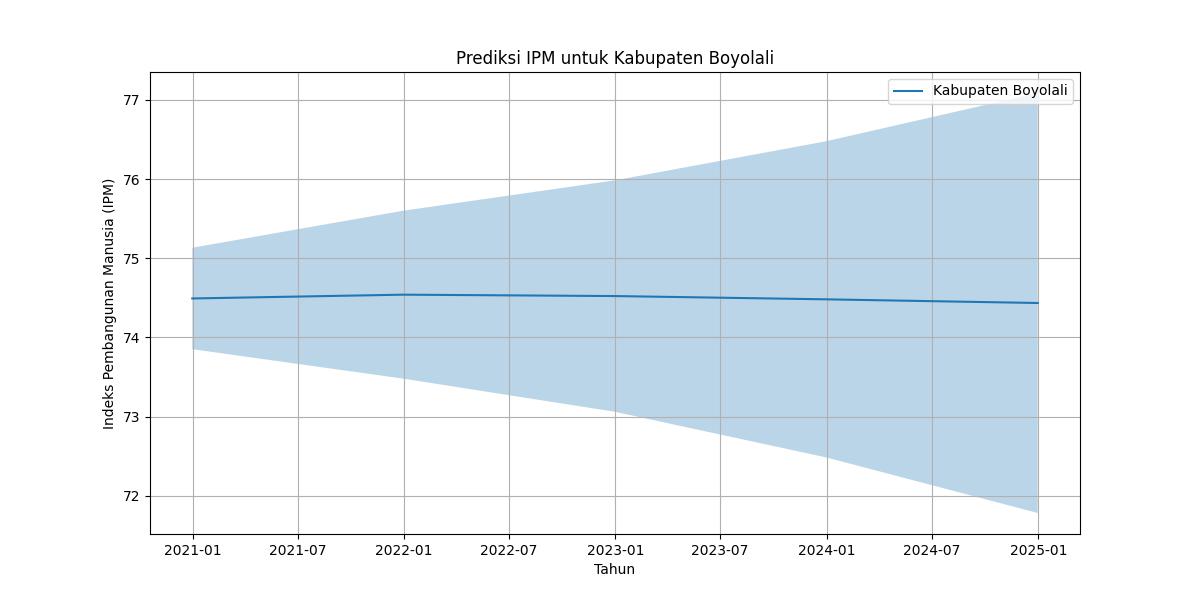 Prediksi IPM untuk Kabupaten Boyolali
Kabupaten Boyolali
Indeks Pembangunan Manusia (IPM)
77
76
75
74
73
72
2021-01 2021-07 2022-01 2022-07 2023-01 2023-07 2024-01 2024-07 2025-01
Tahun